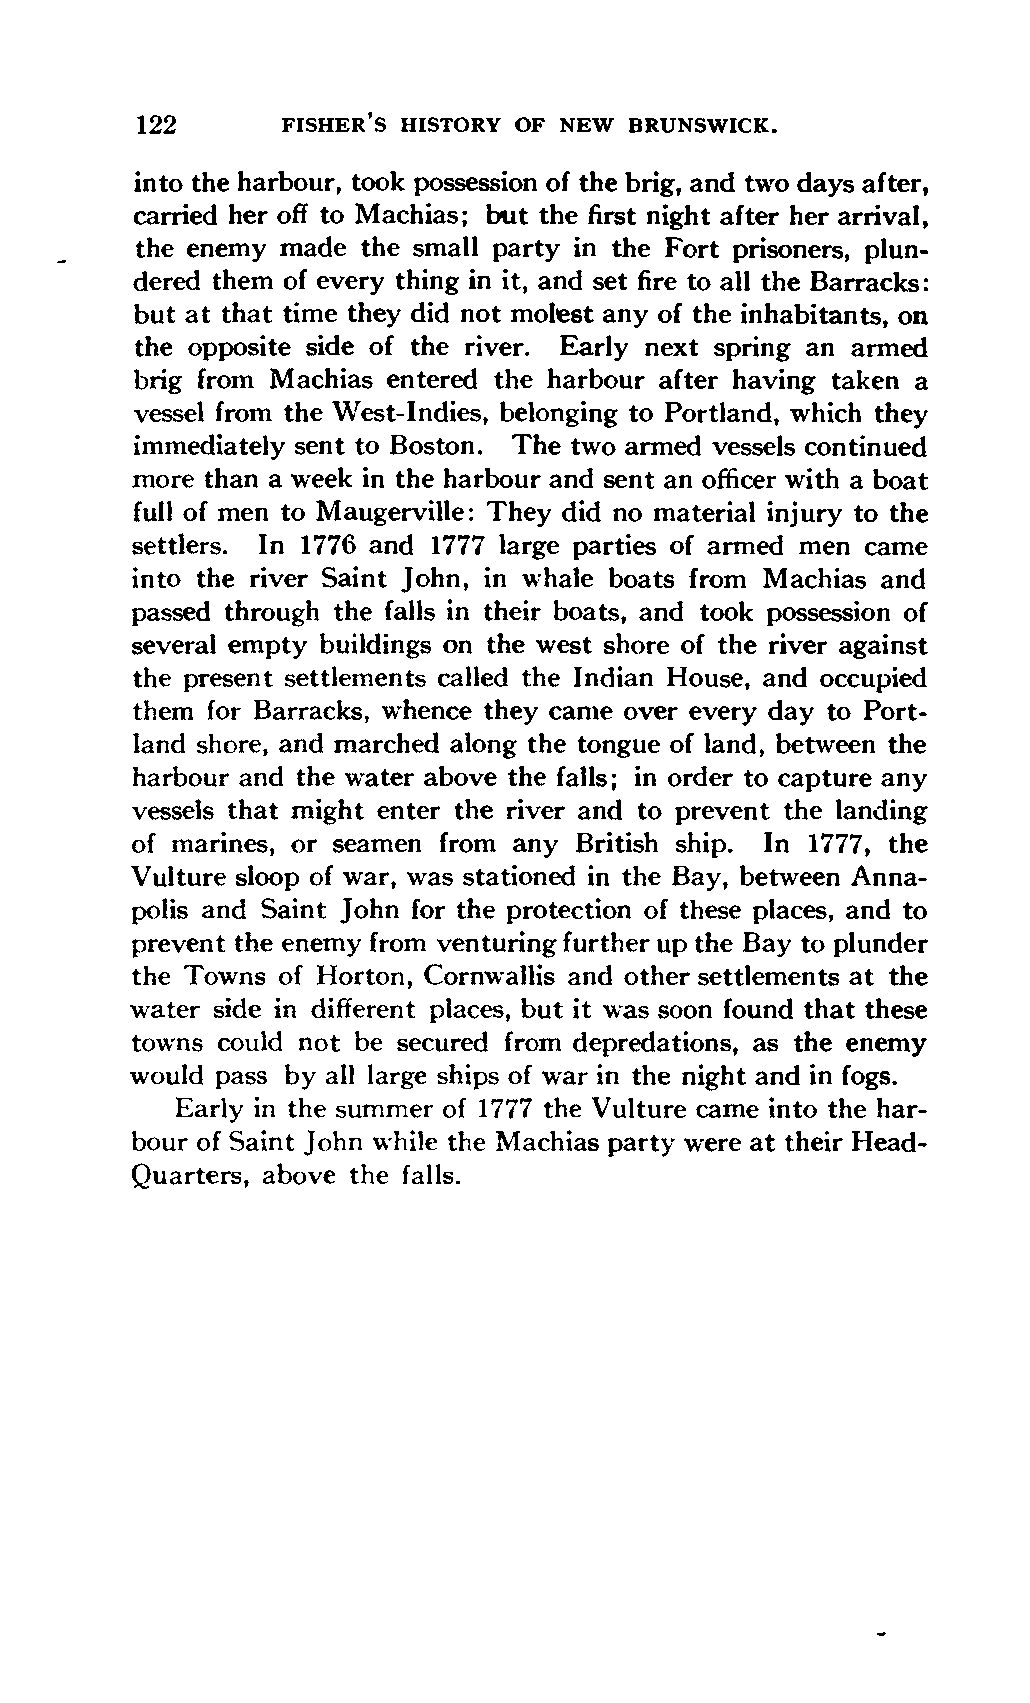 122 FISHER'S HISTORY OF NEW BRUNSWICK.
into the harbour, took possession of the brig, and two days after,
carried her off to Machias; but the first night after her arrival,
the enemy made the small party in the Fort prisoners, plun-
dered them of every thing in it, and set fire to all the Barracks:
but at that time they did not molest any of the inhabitants, on
the opposite side of the river. Early next spring an armed
brig from Machias entered the harbour after having taken a
vessel from the West-Indies, belonging to Portland, which they
immediately sent to Boston. The two armed vessels continued
more than a week in the harbour and sent an officer with a boat
full of men to Maugerville: They did no material injury to the
settlers. In 1776 and 1777 large parties of armed men came
into the river Saint John, in whale boats from Machias and
passed through the falls in their boats, and took possession of
several empty buildings on the west shore of the river against
the present settlements called the Indian House, and occupied
them for Barracks, whence they came over every day to Port-
land shore, and marched along the tongue of land, between the
harbour and the water above the falls; in order to capture any
vessels that might enter the river and to prevent the landing
of marines, or seamen from any British ship. In 1777, the
Vulture sloop of war, was stationed in the Bay, between Anna-
polis and Saint John for the protection of these places, and to
prevent the enemy from venturing further up the Bay to plunder
the Towns of Horton, Cornwallis and other settlements at the
water side in different places, but it was soon found that these
towns could not be secured from depredations, as the enemy
would pass by all large ships of war in the night and in fogs.
Early in the summer of 1777 the Vulture came into the har-
bour of Saint John while the Machias party were at their Head-
Quarters, above the falls.